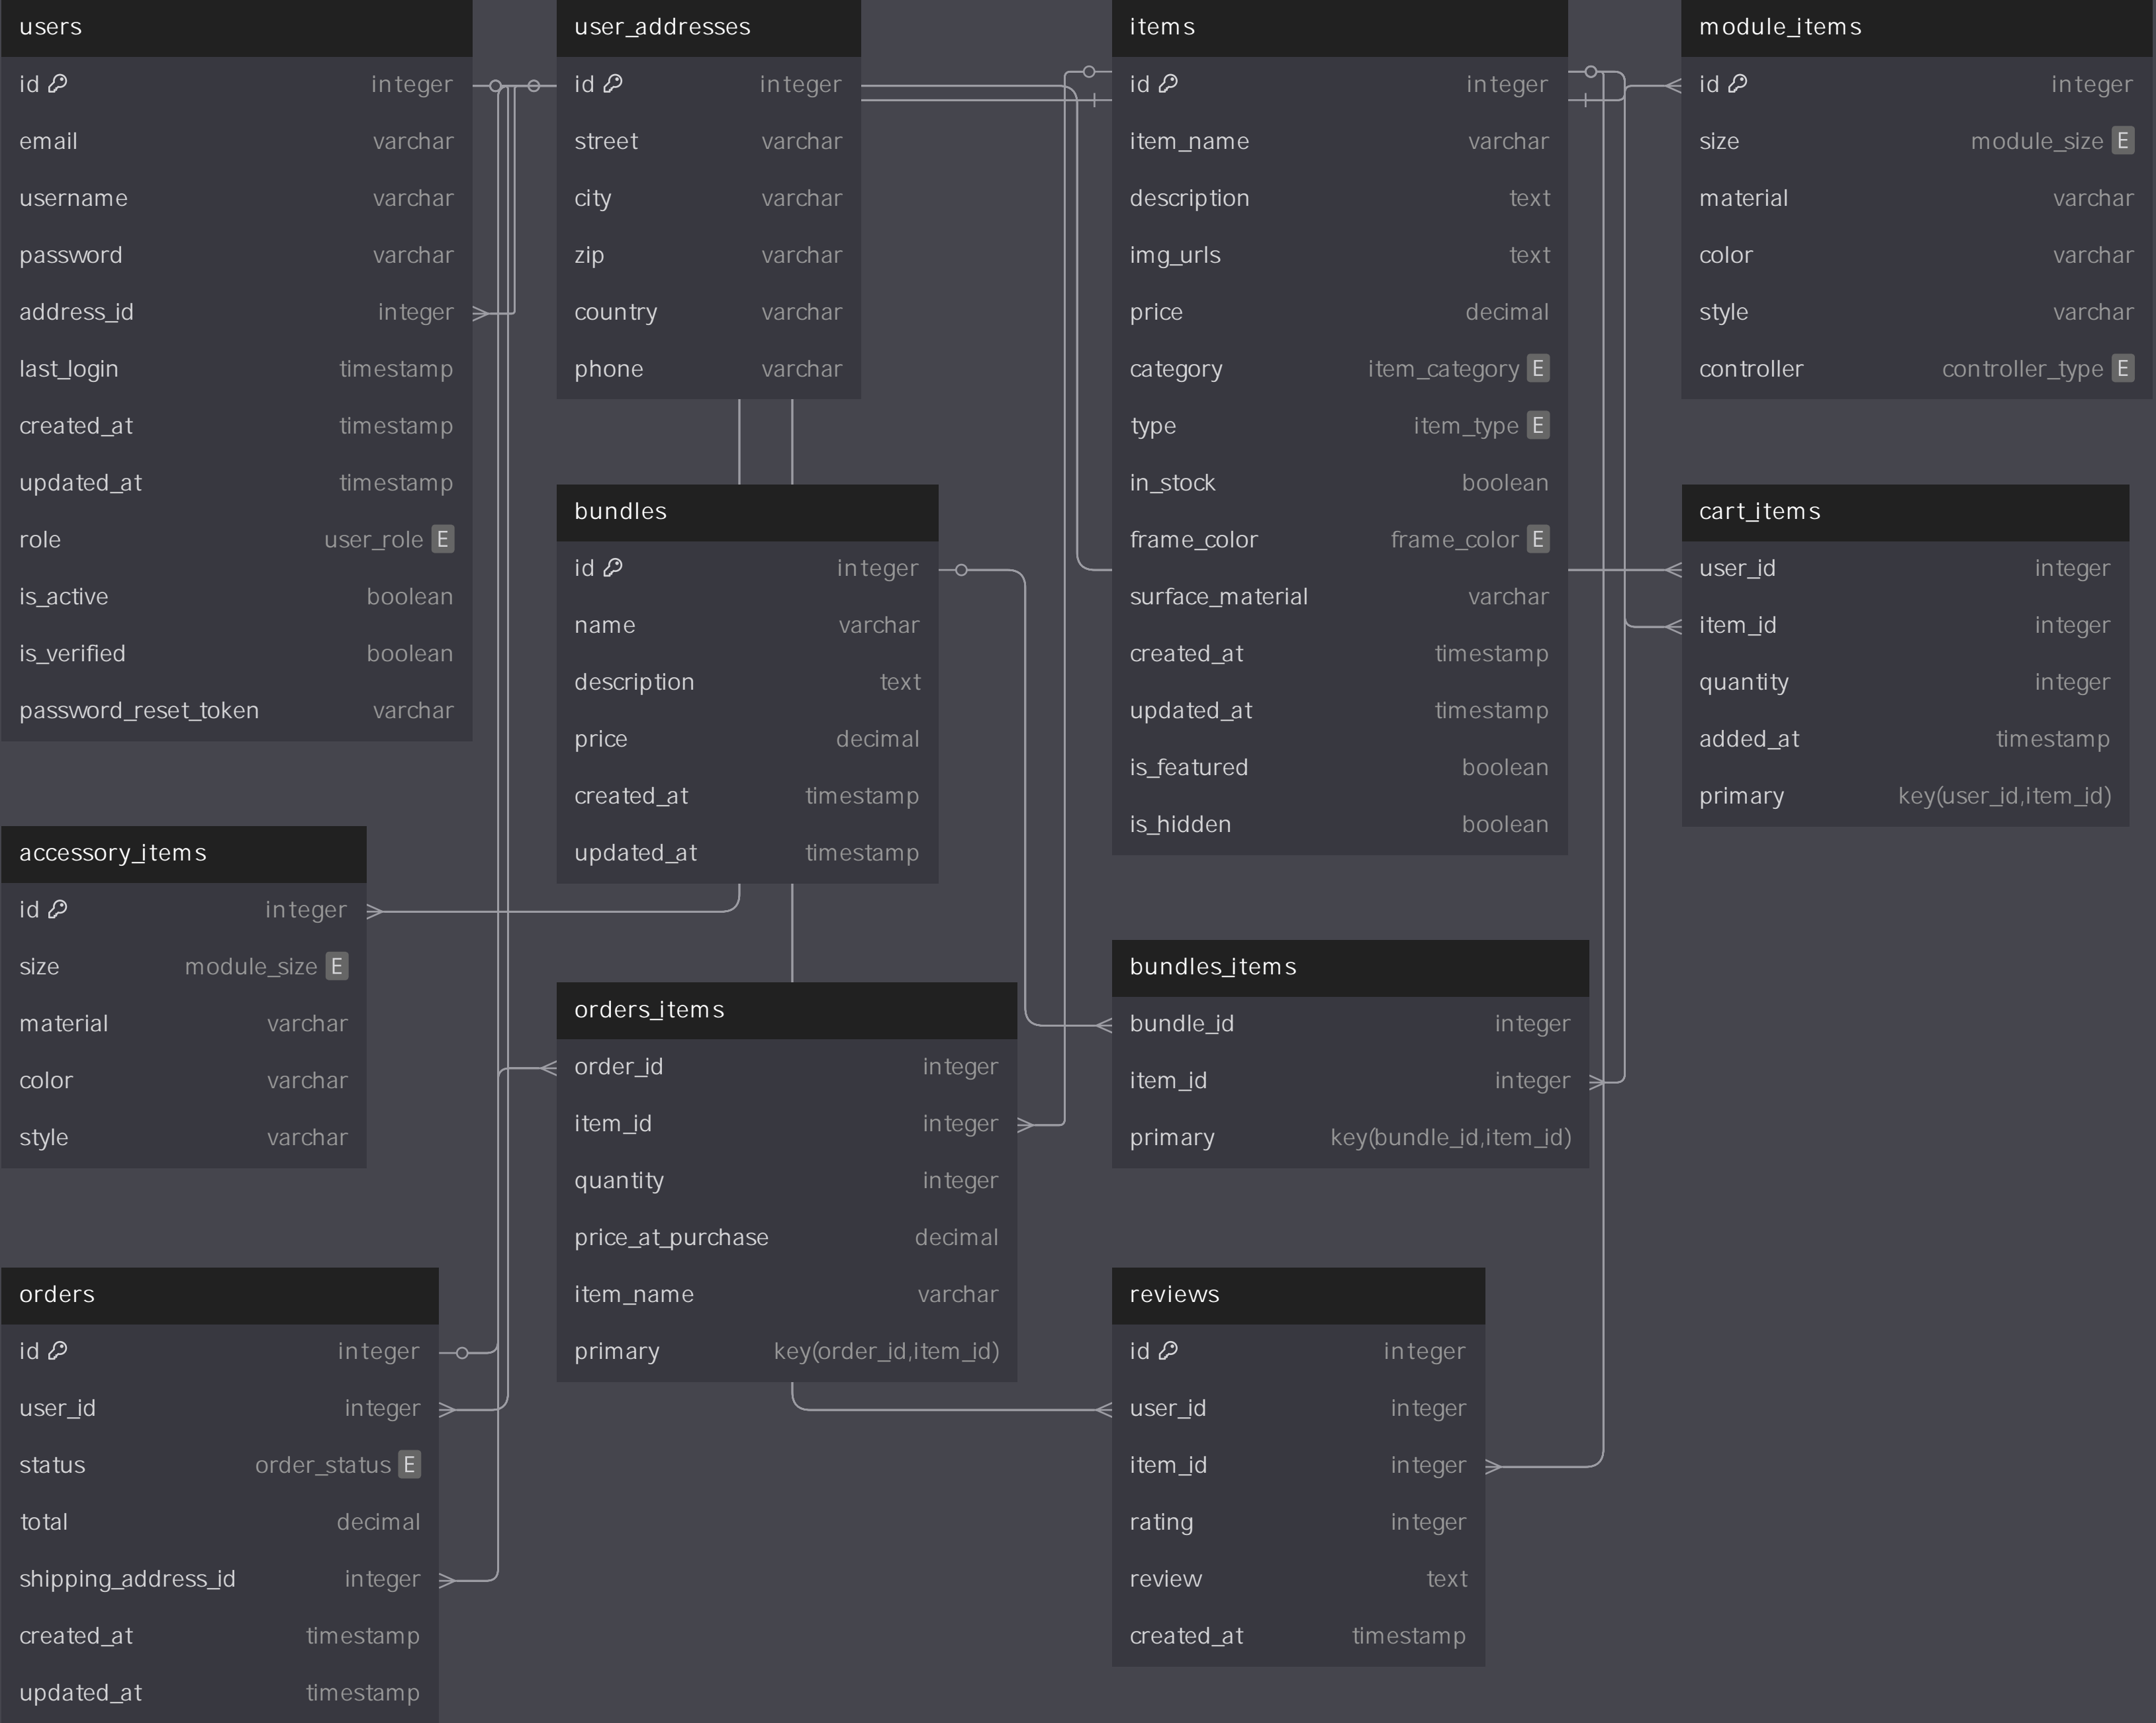 users
id integer
email varchar
username varchar
password varchar
address_id integer
last_login timestamp
created_at timestamp
updated_at timestamp
role user_role E
is_active boolean
is_verified boolean
password_reset_token varchar
user_addresses
id integer
street varchar
city varchar
zip varchar
country varchar
phone varchar
items
id integer
item_name varchar
description text
img_urls text
price decimal
category item_category E
type item_type E
in_stock boolean
frame_color frame_color E
surface_material varchar
created_at timestamp
updated_at timestamp
is_featured boolean
is_hidden boolean
module_items
id integer
size module_size E
material varchar
color varchar
style varchar
controller controller_type E
bundles
id integer
name varchar
description text
price decimal
created_at timestamp
updated_at timestamp
cart_items
user_id integer
item_id integer
quantity integer
added_at timestamp
primary key(user_id,item_id)
accessory_items
id integer
size module_size E
material varchar
color varchar
style varchar
orders_items
order_id integer
item_id integer
quantity integer
price_at_purchase decimal
item_name varchar
primary key(order_id,item_id)
bundles_items
bundle_id integer
item_id integer
primary key(bundle_id,item_id)
orders
id integer
user_id integer
status order_status E
total decimal
shipping_address_id integer
created_at timestamp
updated_at timestamp
reviews
id integer
user_id integer
item_id integer
rating integer
review text
created_at timestamp